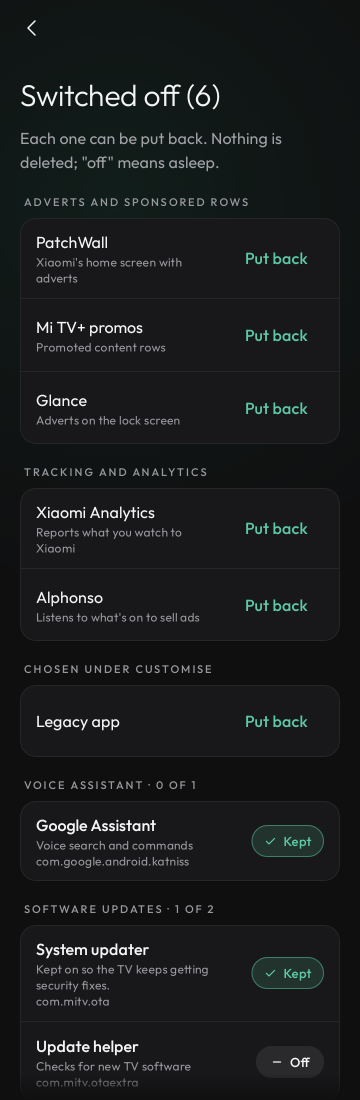 Switched off (6)
Each one can be put back. Nothing is
deleted; "off" means asleep.
ADVERTS AND SPONSORED ROWS
PatchWall
Xiaomi's home screen with
adverts
Put back
Mi TV+ promos
Promoted content rows
Put back
Glance
Adverts on the lock screen
Put back
TRACKING AND ANALYTICS
Xiaomi Analytics
Reports what you watch to
Xiaomi
Put back
Alphonso
Listens to what's on to sell ads
Put back
CHOSEN UNDER CUSTOMISE
Legacy app
Put back
VOICE ASSISTANT · 0 OF 1
Google Assistant
Voice search and commands
com.google.android.katniss
Kept
SOFTWARE UPDATES · 1 OF 2
System updater
Kept on so the TV keeps getting
security fixes.
com.mitv.ota
Kept
Update helper
Checks for new TV software
com.mitv.otaextra
Off